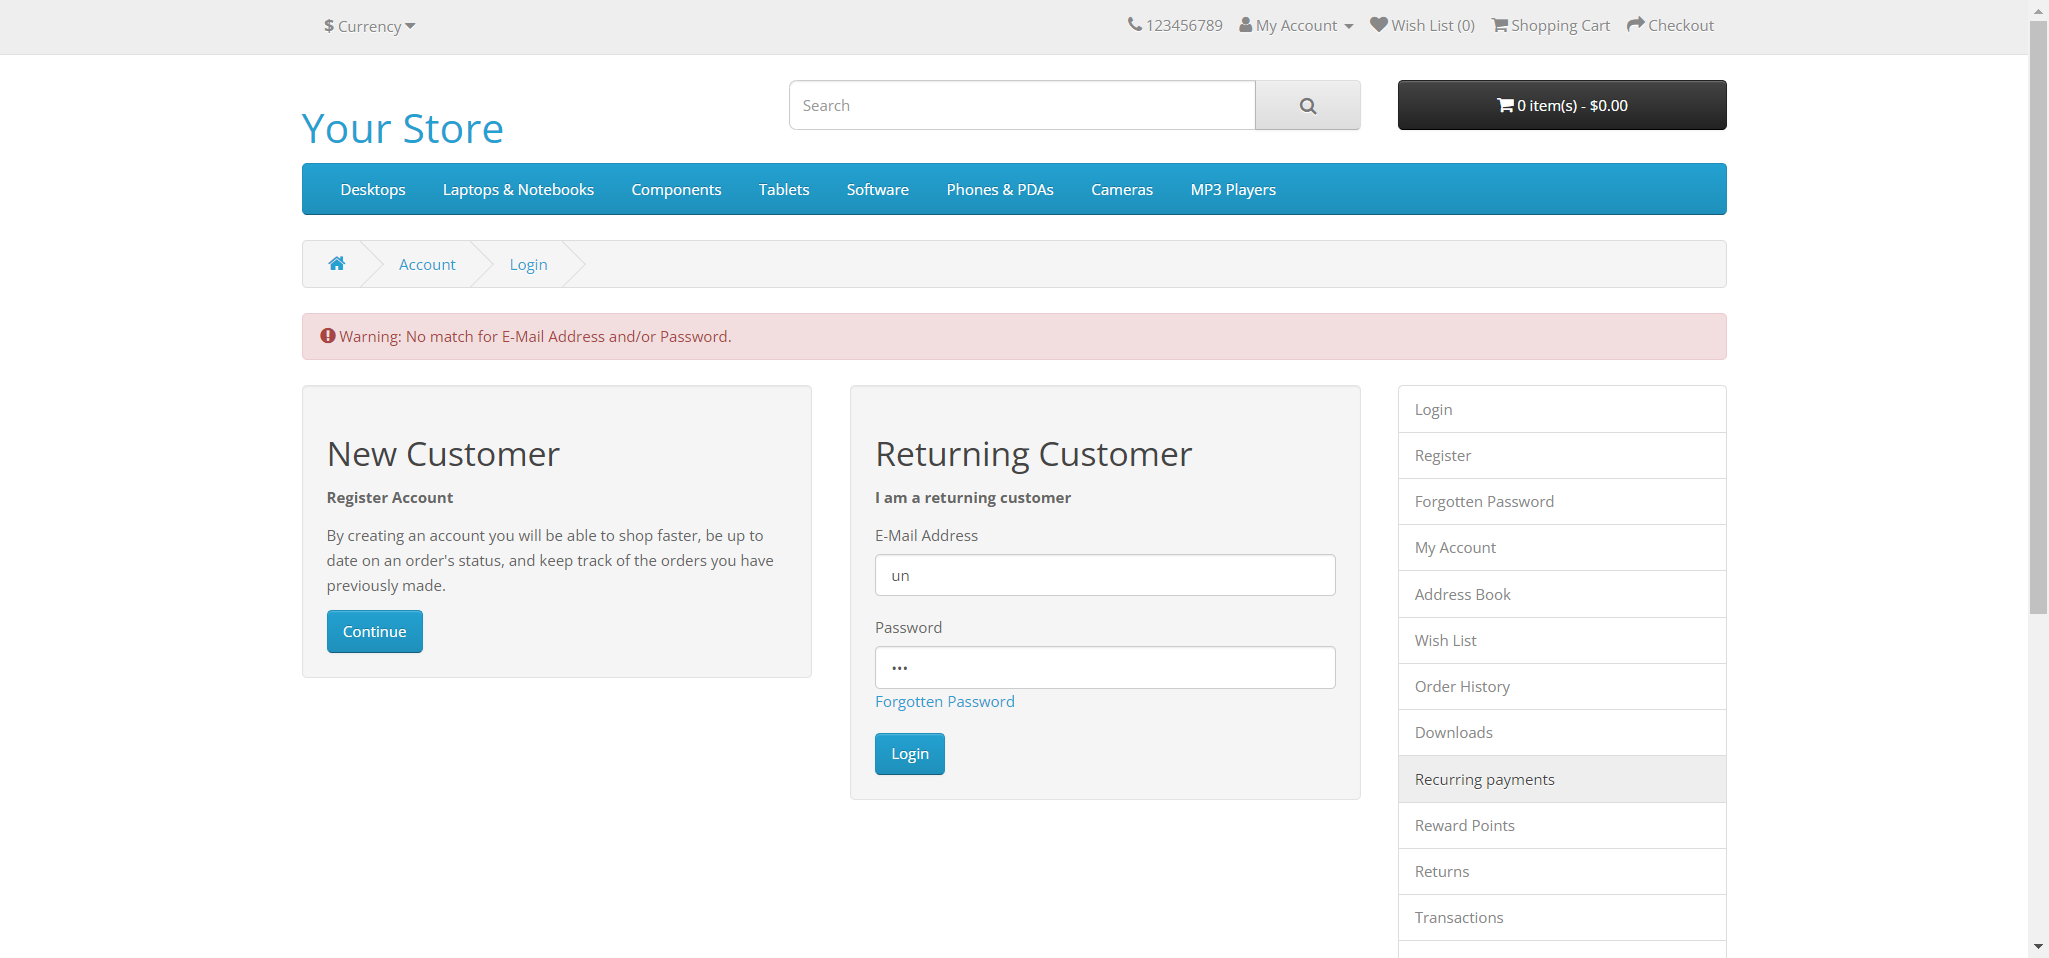 $ Currency
123456789 My Account Wish List (0) Shopping Cart Checkout
Your Store
Search
0 item(s) - $0.00
Desktops Laptops & Notebooks Components Tablets Software Phones & PDAs Cameras MP3 Players
Account Login
Warning: No match for E-Mail Address and/or Password.
New Customer
Register Account
By creating an account you will be able to shop faster, be up to
date on an order's status, and keep track of the orders you have
previously made.
Continue
Returning Customer
I am a returning customer
E-Mail Address
un
Password
•••
Forgotten Password
Login
Login
Register
Forgotten Password
My Account
Address Book
Wish List
Order History
Downloads
Recurring payments
Reward Points
Returns
Transactions